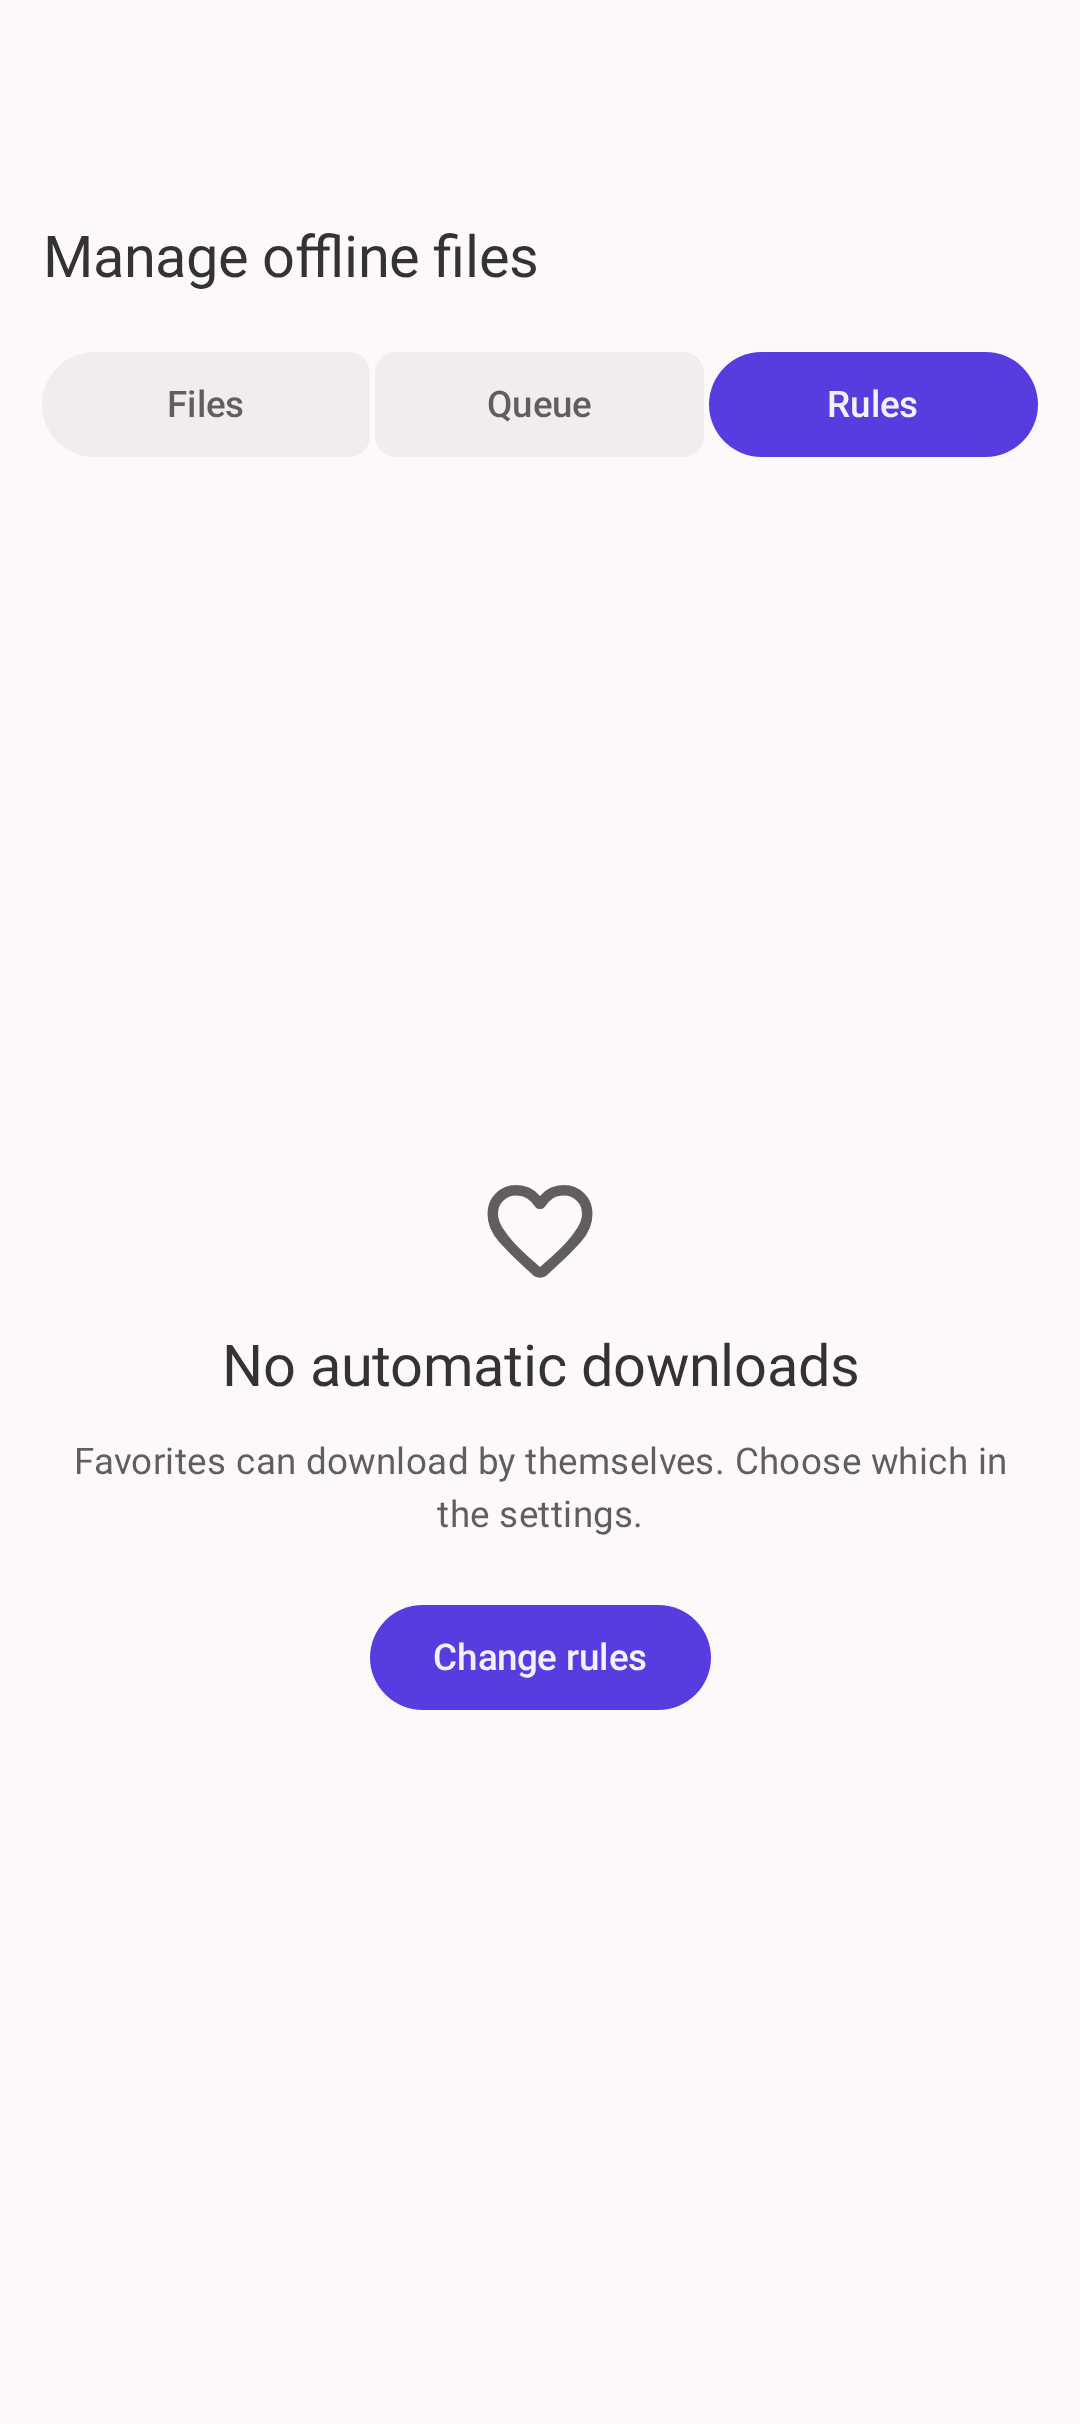 Manage offline files
Files
Queue
Rules
No automatic downloads
Favorites can download by themselves. Choose which in
the settings.
Change rules